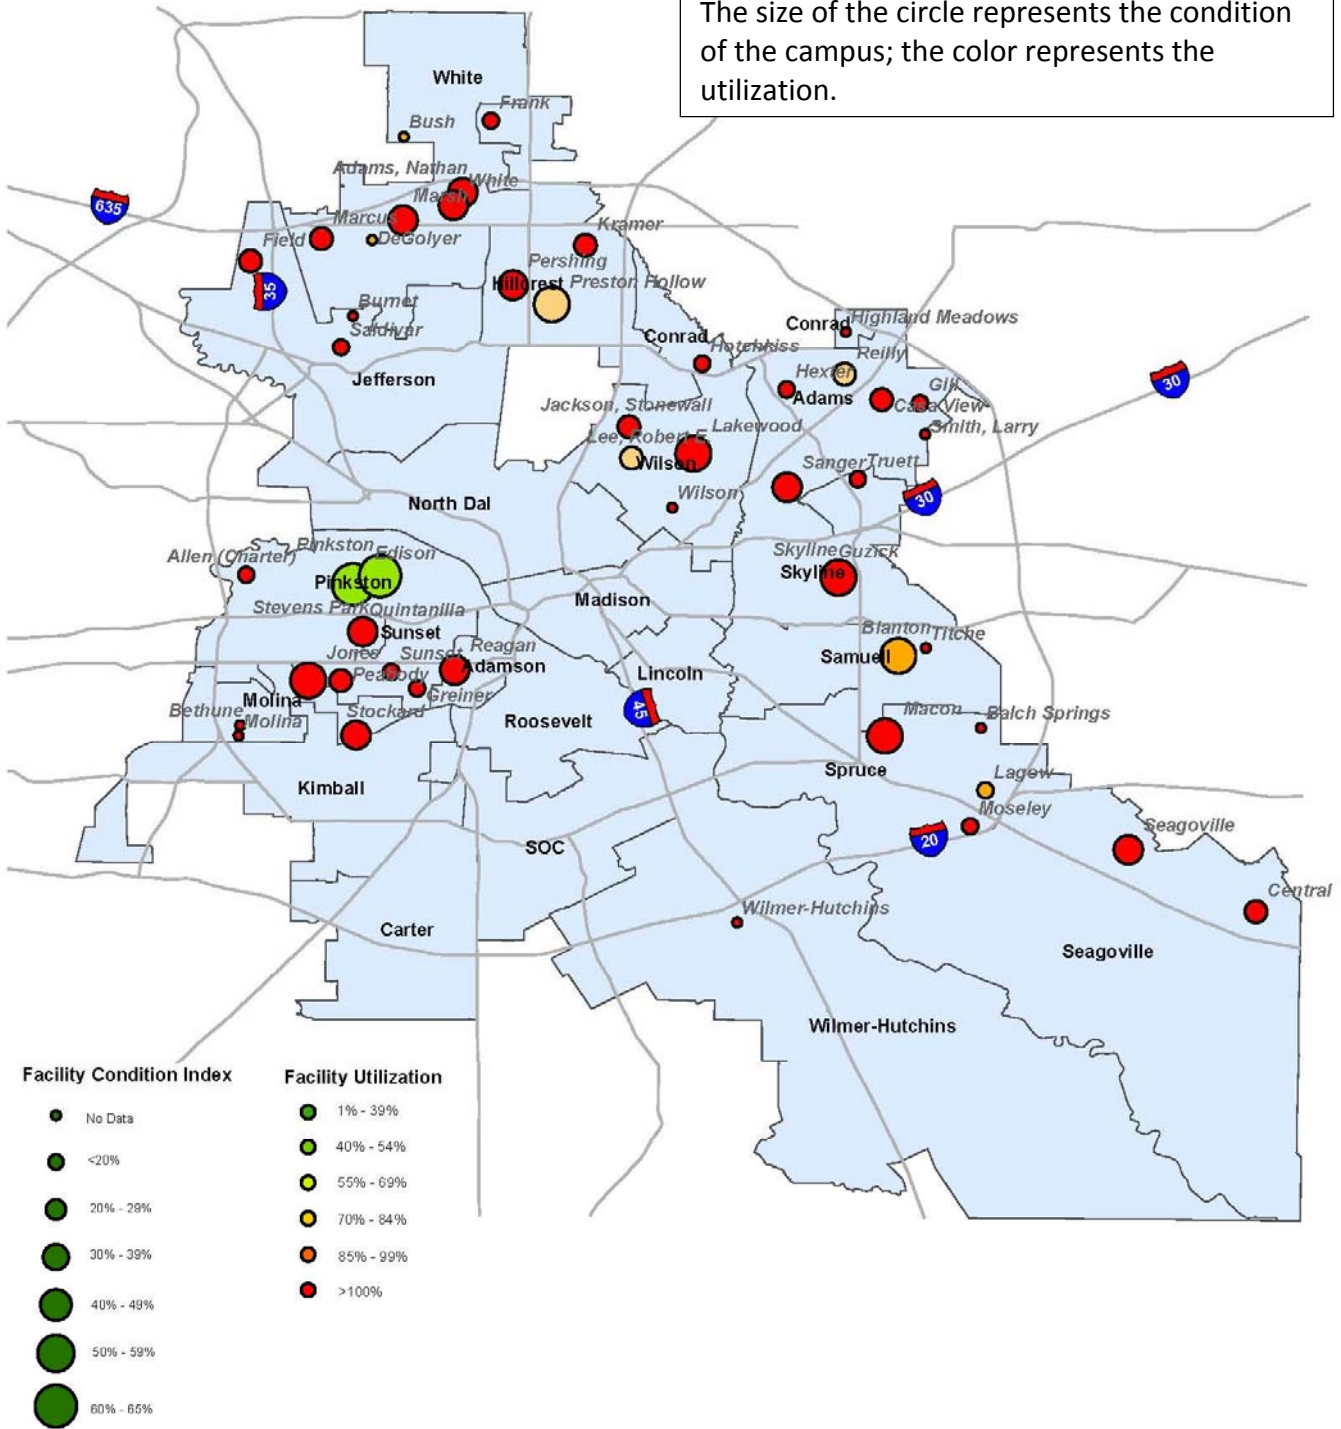 The size of the circle represents the condition
of the campus; the color represents the
utilization.
White
Frank
Bush
Adams, Nathan
White
Marsh
635
Marcus
Kramer
Field
DeGolyer
Pershing
35
Hillcrest
Preston Hollow
Burnet
Saldivar
Conrad
Highland Meadows
Conrad
Hotchkiss
Reilly
30
Jefferson
Hexter
Adams
Gill
Casa View
Jackson, Stonewall
Smith, Larry
Lee, Robert E.
Lakewood
Wilson
Sanger
Truett
Wilson
30
North Dal
Pinkston
Edison
Allen (Charter)
Skyline
Guzick
Pinkston
Skyline
Madison
Stevens Park
Quintanilla
Sunset
Blanton
Titche
Jones
Sunset
Reagan
Samuell
Adamson
Peabody
Lincoln
Greiner
Molina
Bethune
Molina
Stockard
45
Macon
Balch Springs
Roosevelt
Spruce
Lagow
Kimball
Moseley
Seagoville
20
SOC
Central
Wilmer-Hutchins
Carter
Seagoville
Wilmer-Hutchins
Facility Condition Index
No Data
<20%
20% - 29%
30% - 39%
40% - 49%
50% - 59%
60% - 65%
Facility Utilization
1% - 39%
40% - 54%
55% - 69%
70% - 84%
85% - 99%
>100%